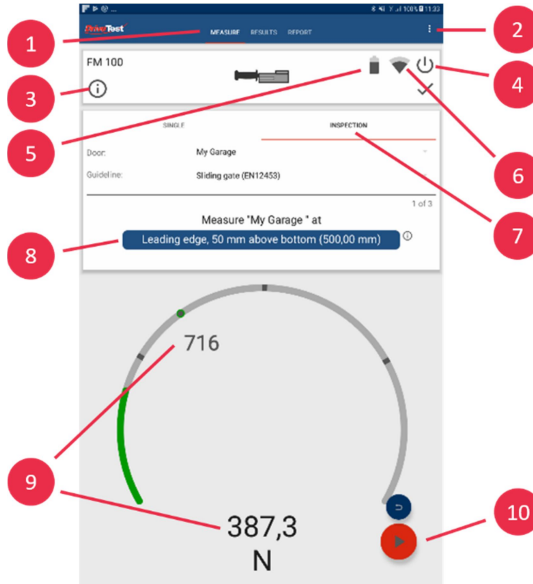 11:33
DriveTest
MEASURE RESULTS REPORT
FM 100
SINGLE INSPECTION
Door: My Garage
Guideline: Sliding gate (EN12453)
1 of 3
Measure "My Garage " at
Leading edge, 50 mm above bottom (500,00 mm)
716
387,3
N
1
2
3
4
5
6
7
8
9
10